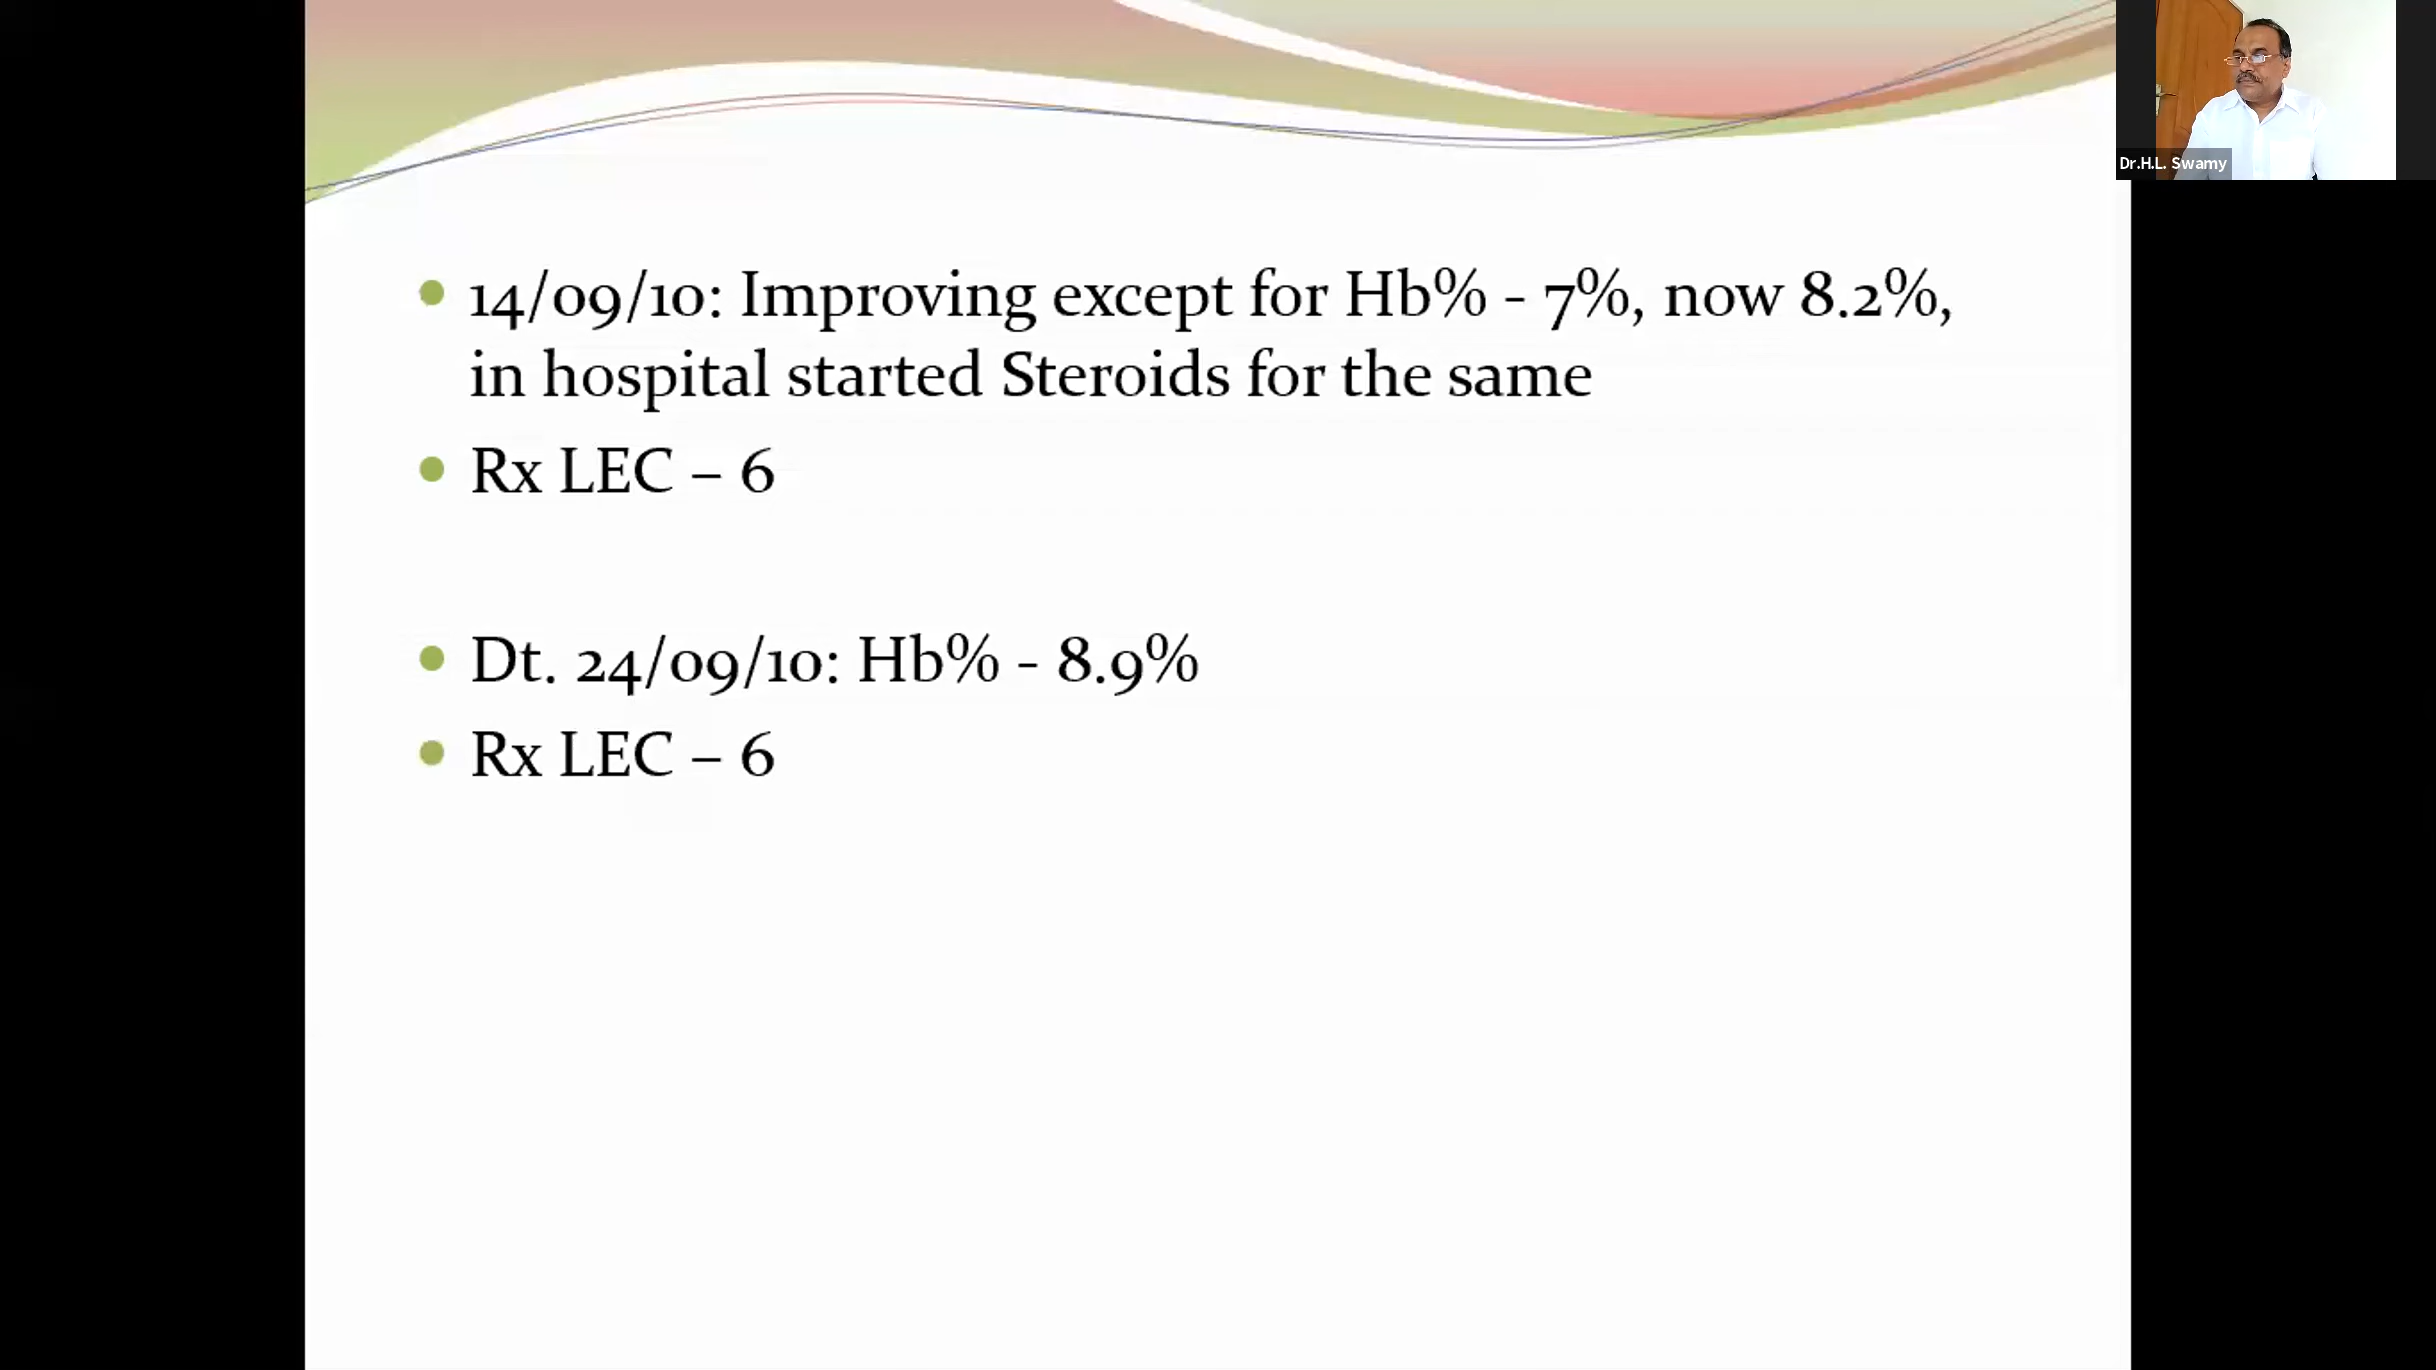 14/09/10: Improving except for Hb% - 7%, now 8.2%,
in hospital started Steroids for the same
Rx LEC – 6
Dt. 24/09/10: Hb% - 8.9%
Rx LEC – 6
Dr.H.L. Swamy